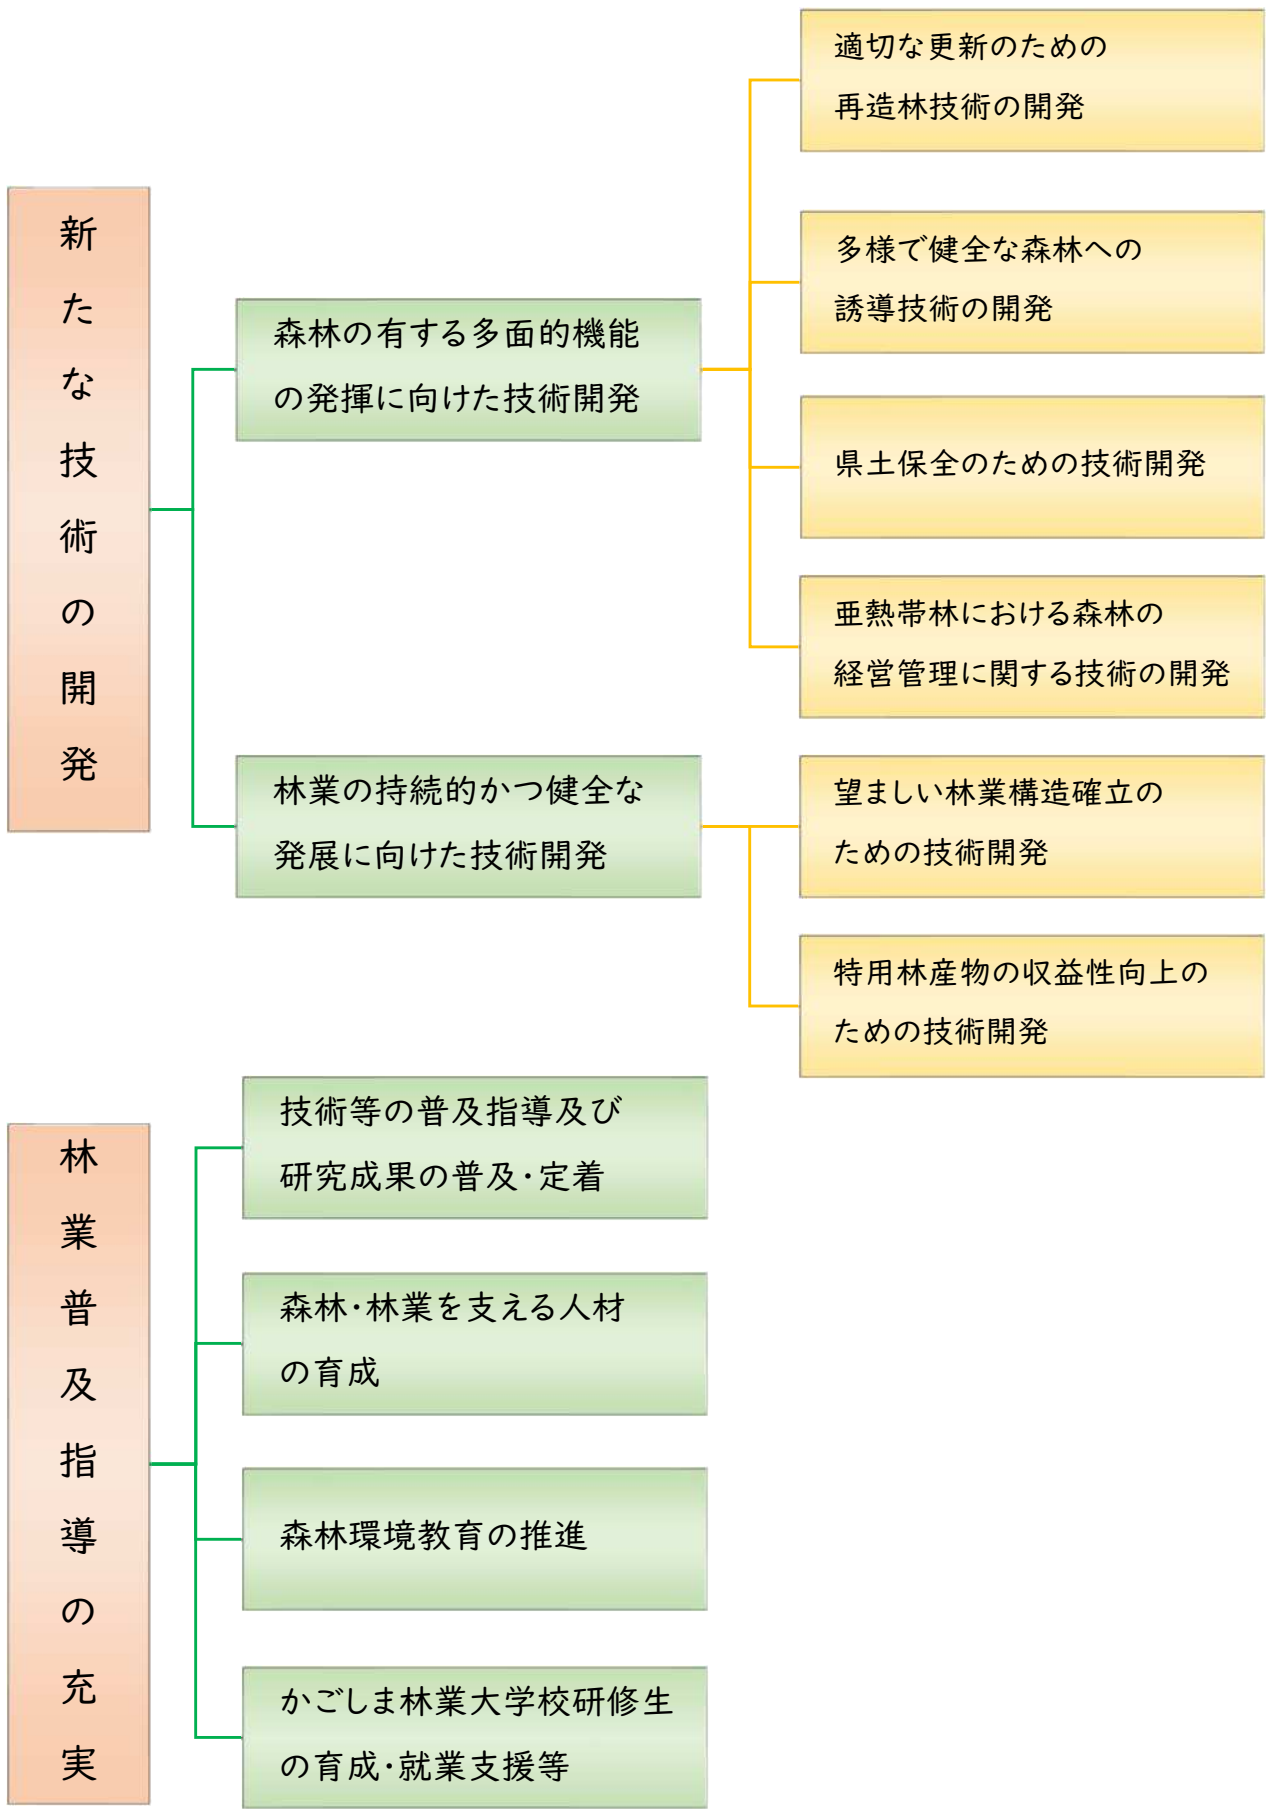 新たな技術の開発
森林の有する多面的機能
の発揮に向けた技術開発
適切な更新のための
再造林技術の開発
多様で健全な森林への
誘導技術の開発
県土保全のための技術開発
亜熱帯林における森林の
経営管理に関する技術の開発
林業の持続的かつ健全な
発展に向けた技術開発
望ましい林業構造確立の
ための技術開発
特用林産物の収益性向上の
ための技術開発
林業普及指導の充実
技術等の普及指導及び
研究成果の普及・定着
森林・林業を支える人材
の育成
森林環境教育の推進
かごしま林業大学校研修生
の育成・就業支援等